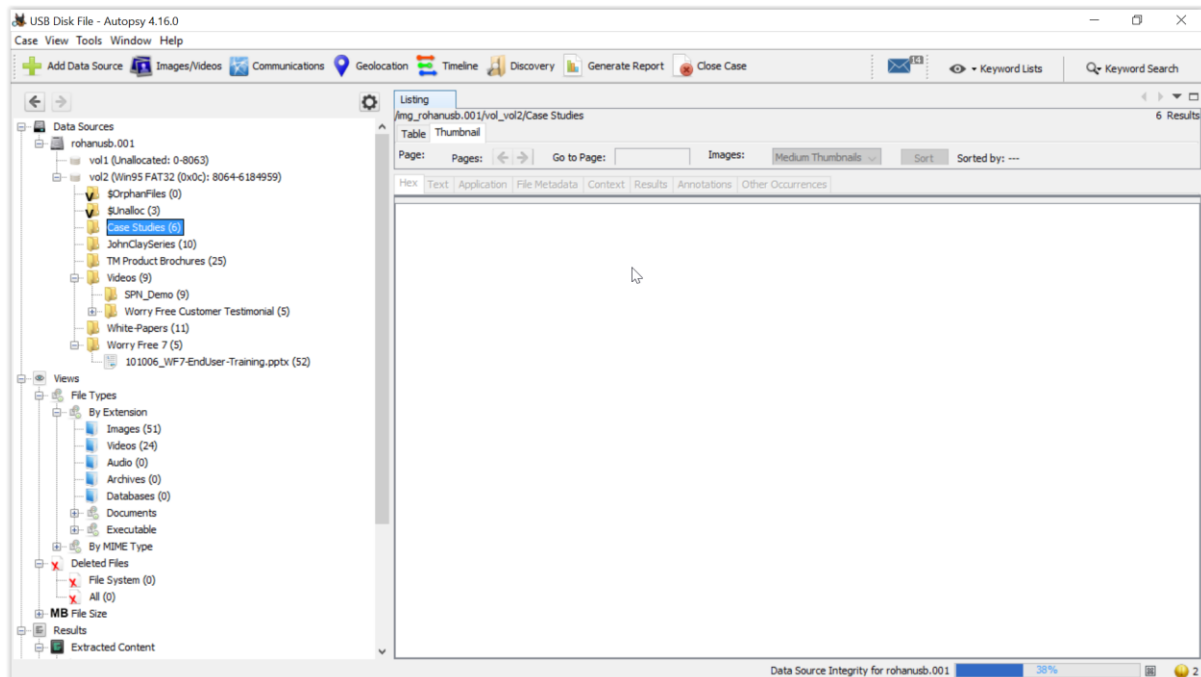 USB Disk File - Autopsy 4.16.0
Case View Tools Window Help
Add Data Source Images/Videos Communications Geolocation Timeline Discovery Generate Report Close Case 14 Keyword Lists Keyword Search
Listing
/img_rohanusb.001/vol_vol2/Case Studies 6 Results
Table Thumbnail
Page: Pages: Go to Page: Images: Medium Thumbnails Sort Sorted by: ---
Hex Text Application File Metadata Context Results Annotations Other Occurrences
Data Sources
rohanusb.001
vol1 (Unallocated: 0-8063)
vol2 (Win95 FAT32 (0x0c): 8064-6184959)
$OrphanFiles (0)
$Unalloc (3)
Case Studies (6)
JohnClaySeries (10)
TM Product Brochures (25)
Videos (9)
SPN_Demo (9)
Worry Free Customer Testimonial (5)
White-Papers (11)
Worry Free 7 (5)
101006_WF7-EndUser-Training.pptx (52)
Views
File Types
By Extension
Images (51)
Videos (24)
Audio (0)
Archives (0)
Databases (0)
Documents
Executable
By MIME Type
Deleted Files
File System (0)
All (0)
MB File Size
Results
Extracted Content
Data Source Integrity for rohanusb.001 38% 2